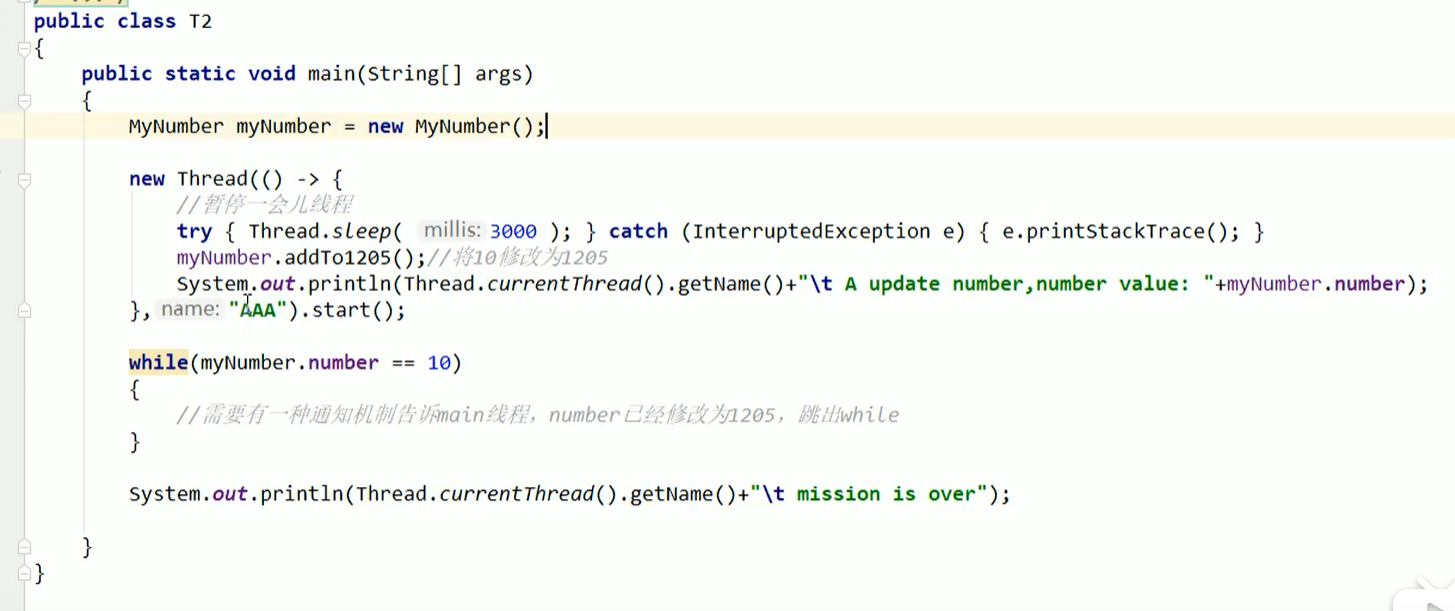 public class T2
{
public static void main(String[] args)
{
MyNumber myNumber = new MyNumber();
new Thread(() -> {
//暂停一会儿线程
try { Thread.sleep( millis: 3000 ); } catch (InterruptedException e) { e.printStackTrace(); }
myNumber.addTo1205();//将10修改为1205
System.out.println(Thread.currentThread().getName()+"\t A update number,number value: "+myNumber.number);
}, name: "AAA").start();
while(myNumber.number == 10)
{
//需要有一种通知机制告诉main线程，number已经修改为1205，跳出while
}
System.out.println(Thread.currentThread().getName()+"\t mission is over");
}
}